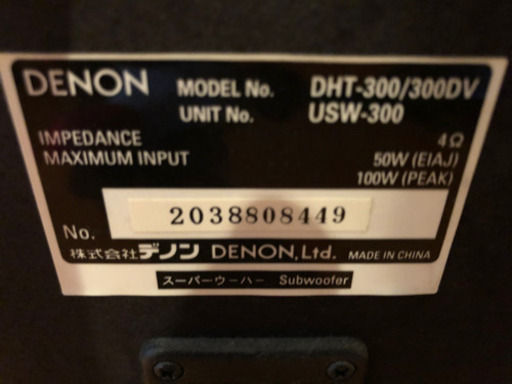 DENON MODEL No. DHT-300/300DV
UNIT No. USW-300
IMPEDANCE 4Ω
MAXIMUM INPUT 50W (EIAJ)
100W (PEAK)
No. 2038808449
株式会社デノン DENON, Ltd. MADE IN CHINA
スーパーウーハー Subwoofer